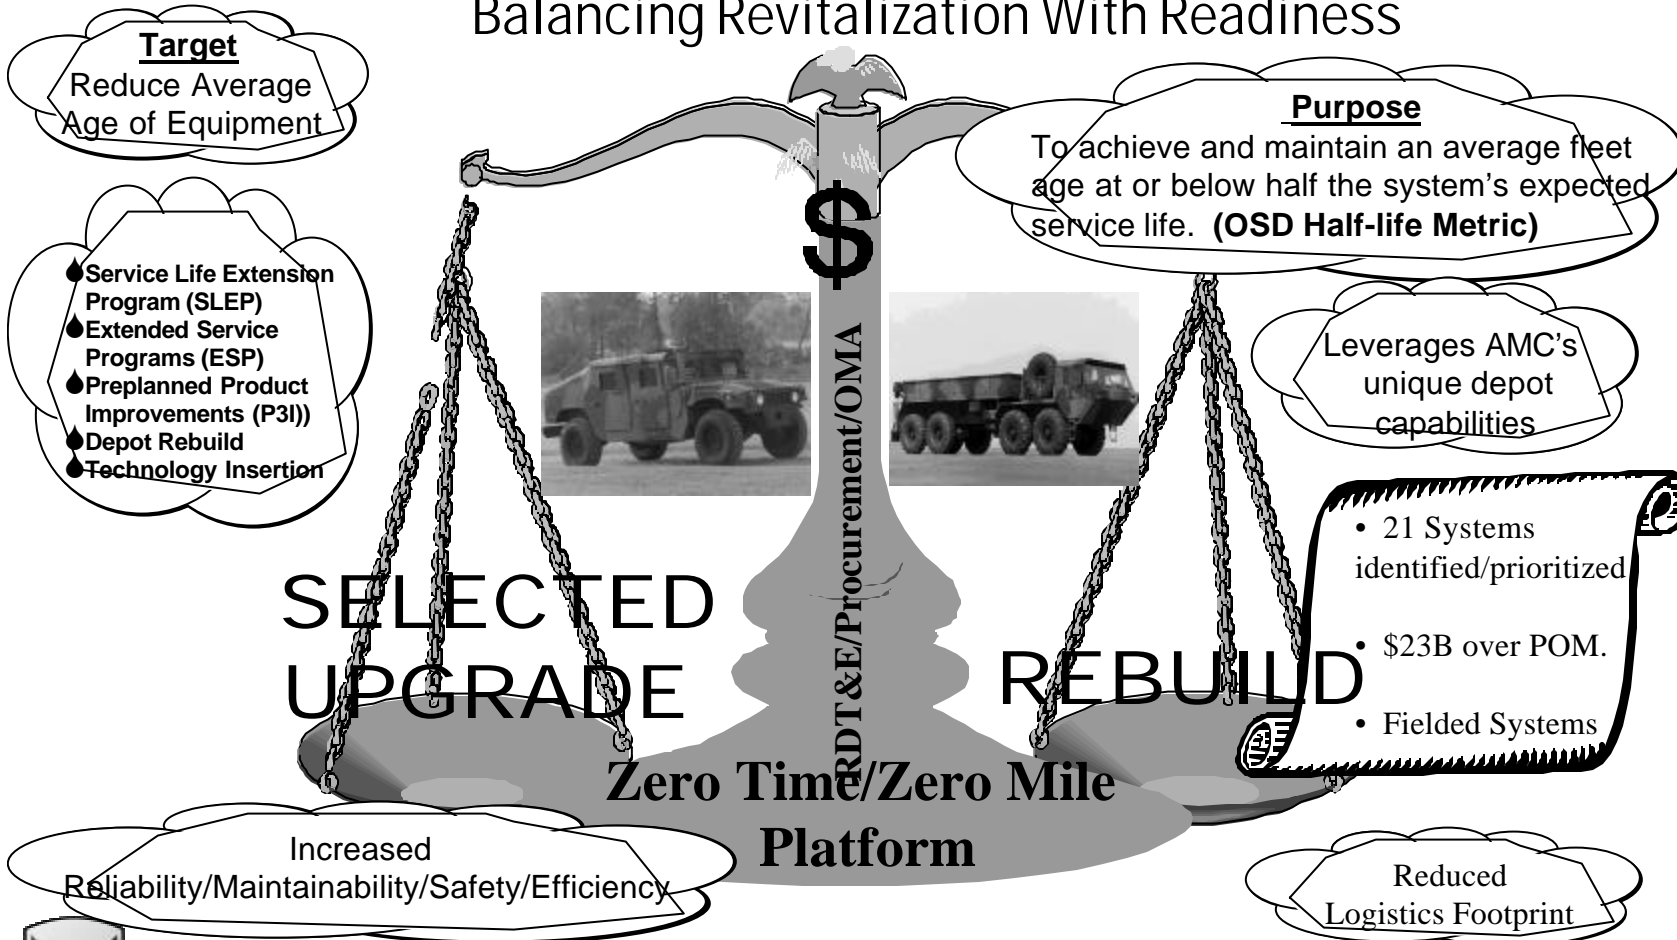 Balancing Revitalization With Readiness
Target
Reduce Average
Age of Equipment
Purpose
To achieve and maintain an average fleet
age at or below half the system's expected
service life. (OSD Half-life Metric)
$
Service Life Extension
Program (SLEP)
Extended Service
Programs (ESP)
Preplanned Product
Improvements (P3I))
Depot Rebuild
Technology Insertion
Leverages AMC's
unique depot
capabilities
RDT&E/Procurement/OMA
• 21 Systems
identified/prioritized
• $23B over POM.
• Fielded Systems
SELECTED
UPGRADE
REBUILD
Zero Time/Zero Mile
Platform
Increased
Reliability/Maintainability/Safety/Efficiency
Reduced
Logistics Footprint